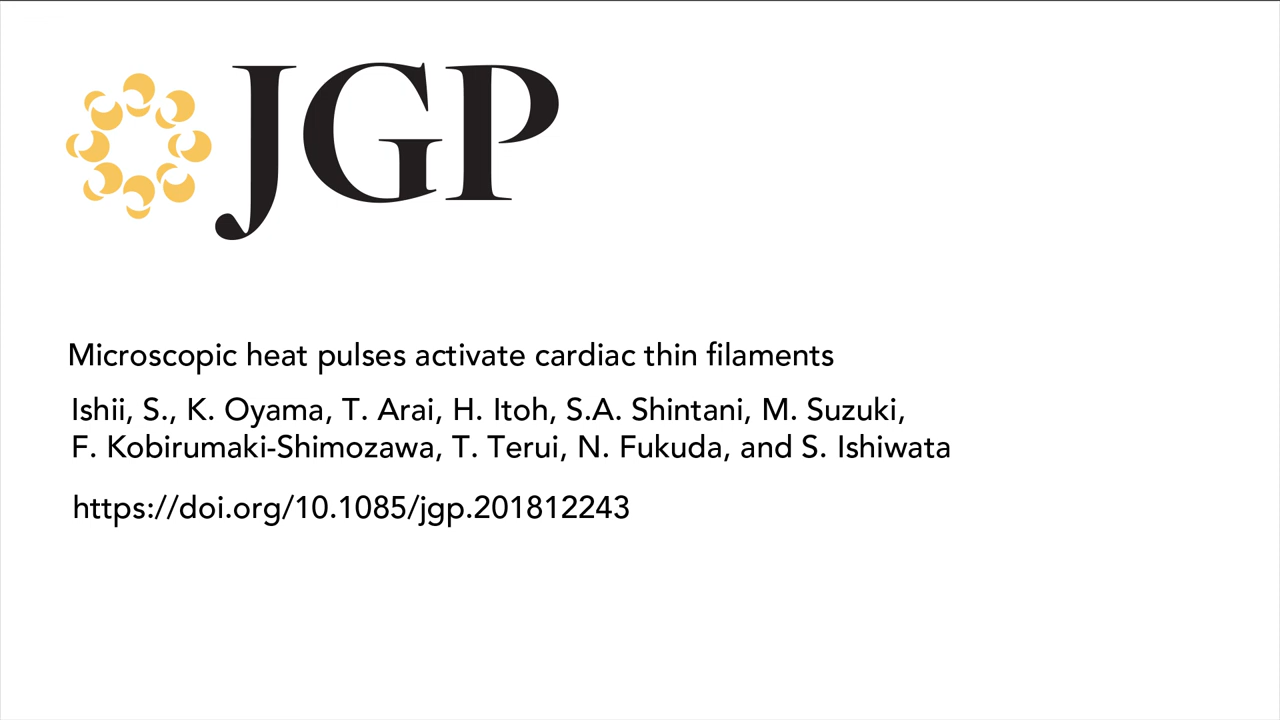 JGP
Microscopic heat pulses activate cardiac thin filaments
Ishii, S., K. Oyama, T. Arai, H. Itoh, S.A. Shintani, M. Suzuki,
F. Kobirumaki-Shimozawa, T. Terui, N. Fukuda, and S. Ishiwata
https://doi.org/10.1085/jgp.201812243